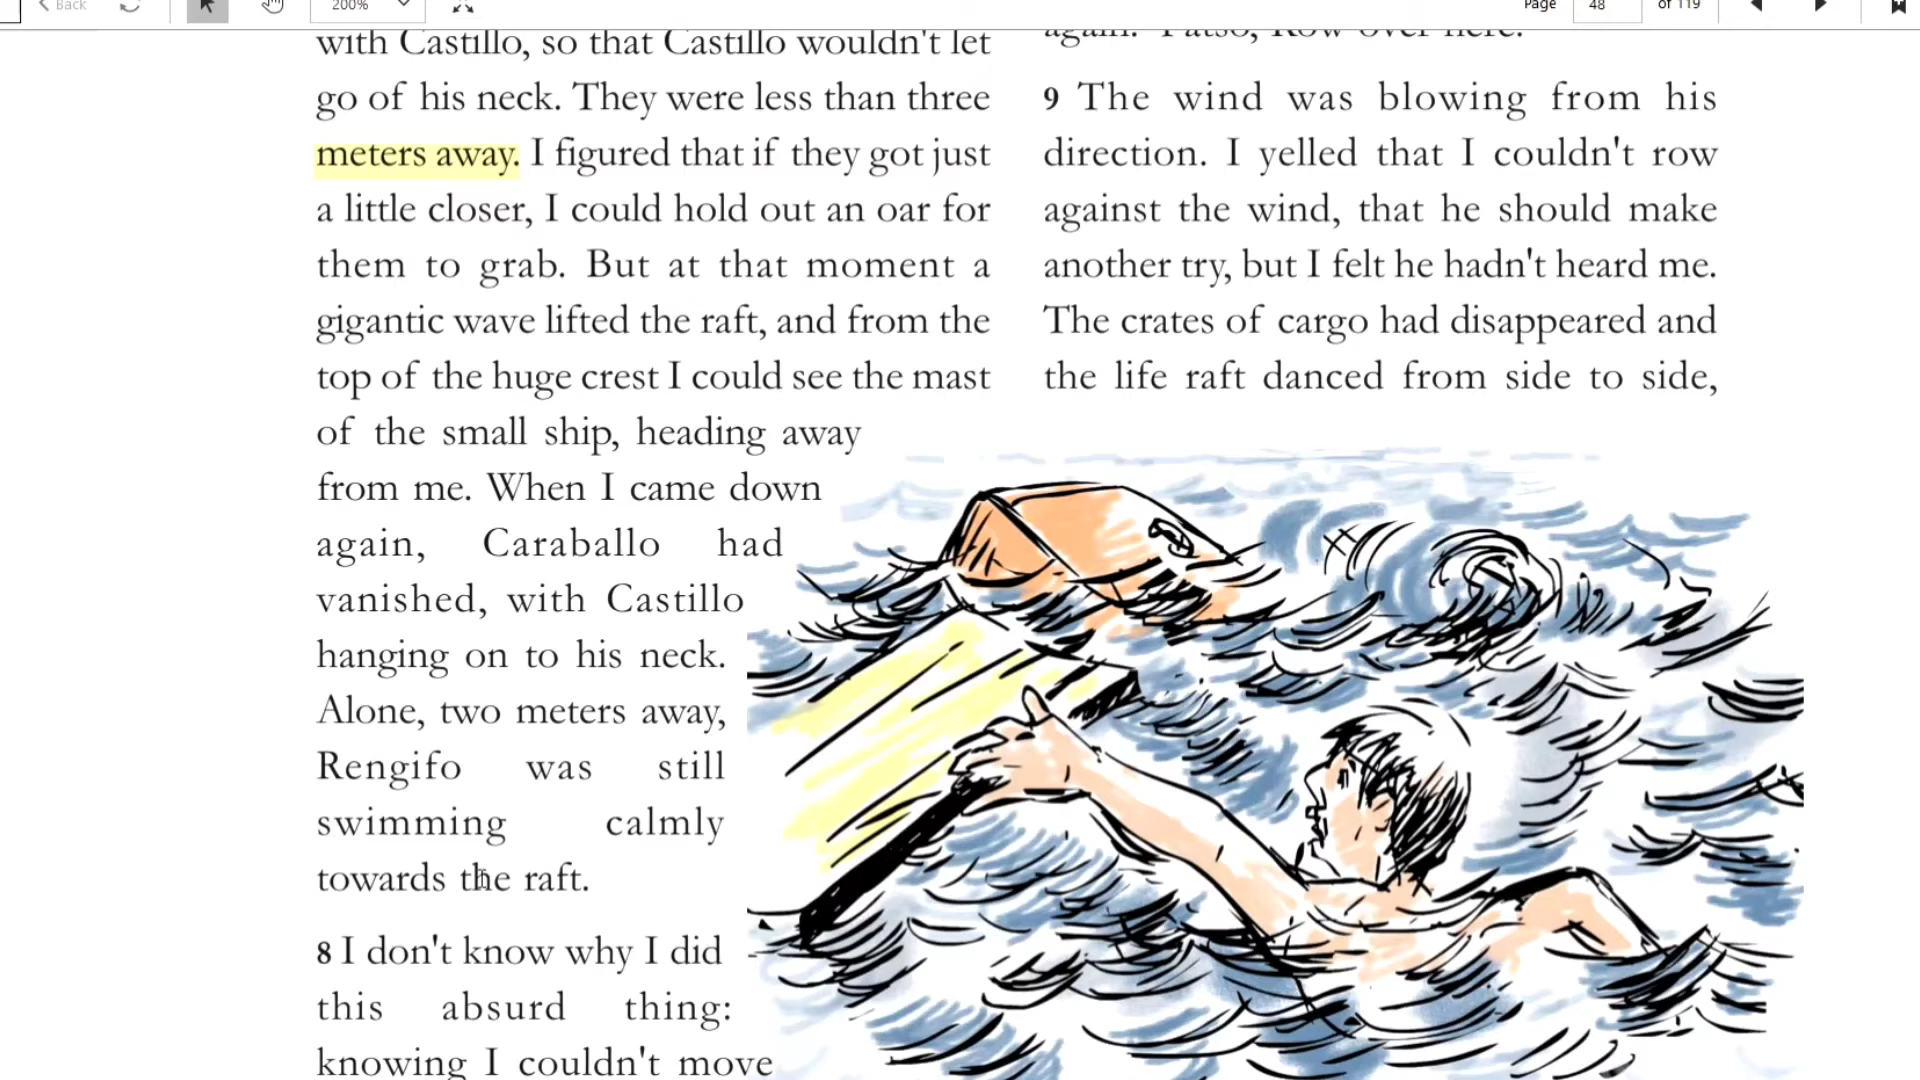 Back
200%
Page 48 of 119
with Castillo, so that Castillo wouldn't let
go of his neck. They were less than three
meters away. I figured that if they got just
a little closer, I could hold out an oar for
them to grab. But at that moment a
gigantic wave lifted the raft, and from the
top of the huge crest I could see the mast
of the small ship, heading away
from me. When I came down
again, Caraballo had
vanished, with Castillo
hanging on to his neck.
Alone, two meters away,
Rengifo was still
swimming calmly
towards the raft.
8 I don't know why I did
this absurd thing:
knowing I couldn't move
again. "Fatso, Row over here."
9 The wind was blowing from his
direction. I yelled that I couldn't row
against the wind, that he should make
another try, but I felt he hadn't heard me.
The crates of cargo had disappeared and
the life raft danced from side to side,